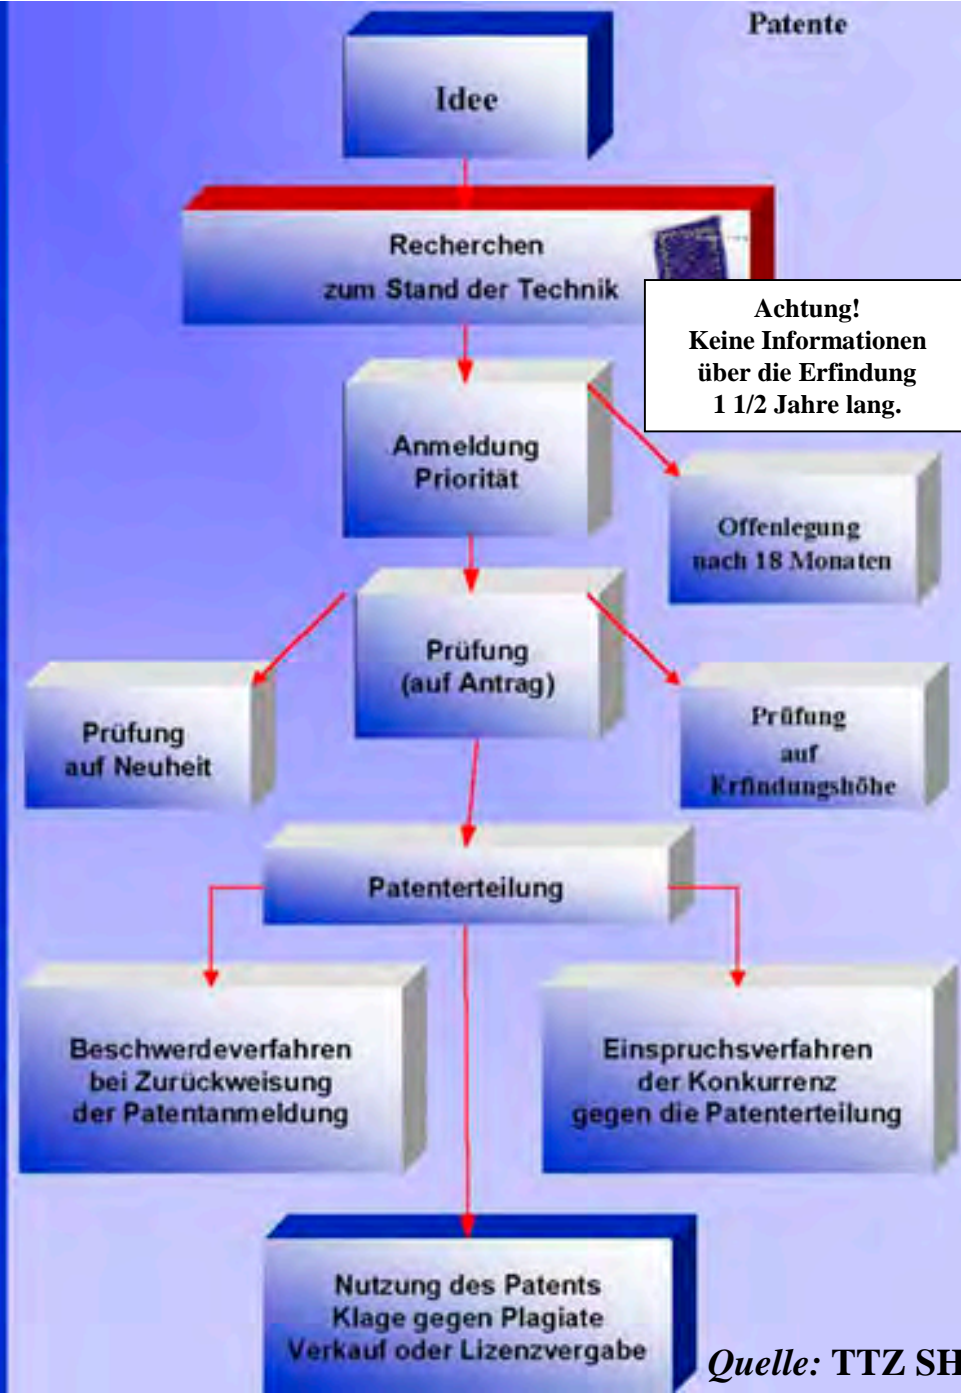 Patente
Idee
Recherchen
zum Stand der Technik
Achtung!
Keine Informationen
über die Erfindung
1 1/2 Jahre lang.
Anmeldung
Priorität
Offenlegung
nach 18 Monaten
Prüfung
(auf Antrag)
Prüfung
auf Neuheit
Prüfung
auf
Erfindungshöhe
Patenterteilung
Beschwerdeverfahren
bei Zurückweisung
der Patentanmeldung
Einspruchsverfahren
der Konkurrenz
gegen die Patenterteilung
Nutzung des Patents
Klage gegen Plagiate
Verkauf oder Lizenzvergabe
Quelle: TTZ SH